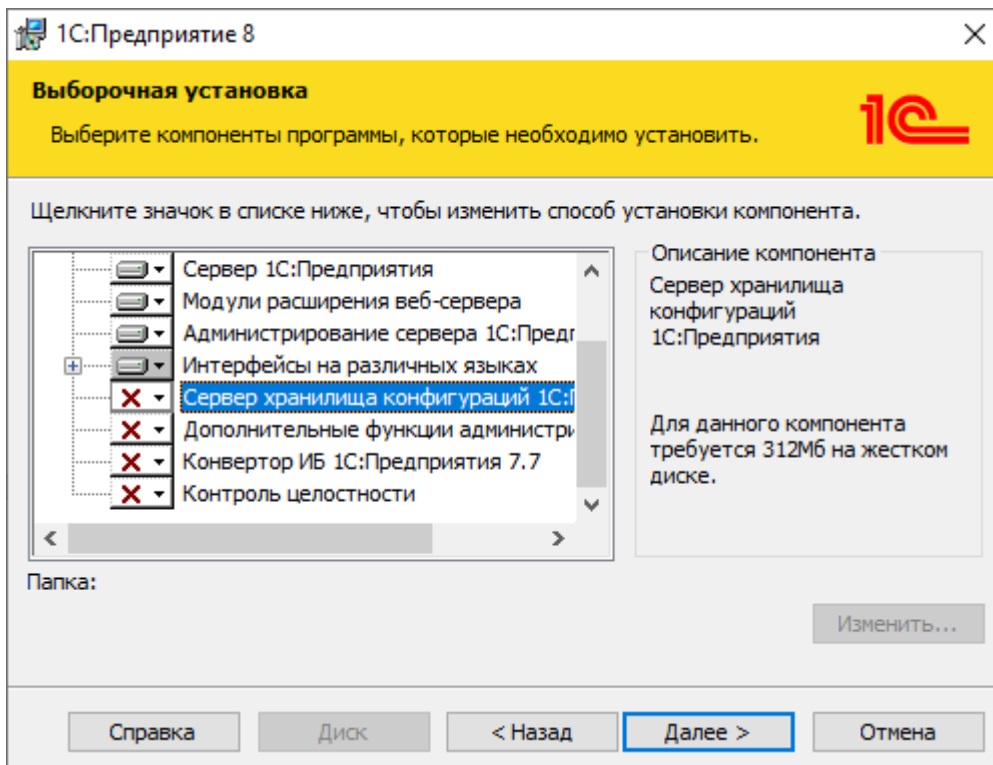 1С:Предприятие 8
Выборочная установка
Выберите компоненты программы, которые необходимо установить.
1С
Щелкните значок в списке ниже, чтобы изменить способ установки компонента.
Сервер 1С:Предприятия
Модули расширения веб-сервера
Администрирование сервера 1С:Предг
Интерфейсы на различных языках
Сервер хранилища конфигураций 1С:Г
Дополнительные функции администри
Конвертор ИБ 1С:Предприятия 7.7
Контроль целостности
Описание компонента
Сервер хранилища
конфигураций
1С:Предприятия
Для данного компонента
требуется 312Мб на жестком
диске.
Папка:
Изменить...
Справка
Диск
< Назад
Далее >
Отмена